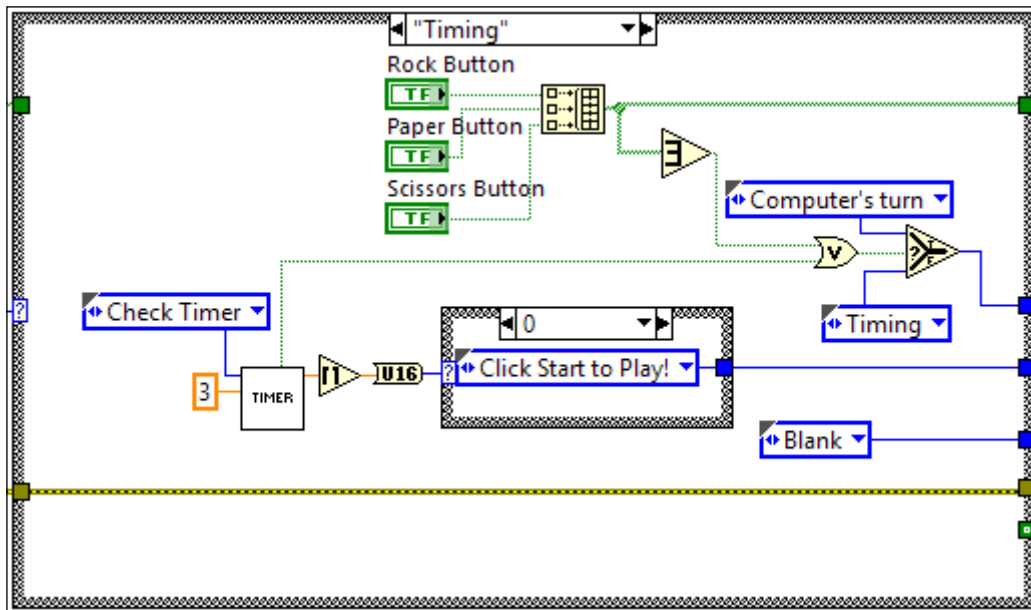 "Timing"
Rock Button
TF
Paper Button
TF
Scissors Button
TF
Computer's turn
V
?
T
F
Timing
Check Timer
3
TIMER
U16
0
Click Start to Play!
Blank
?
?